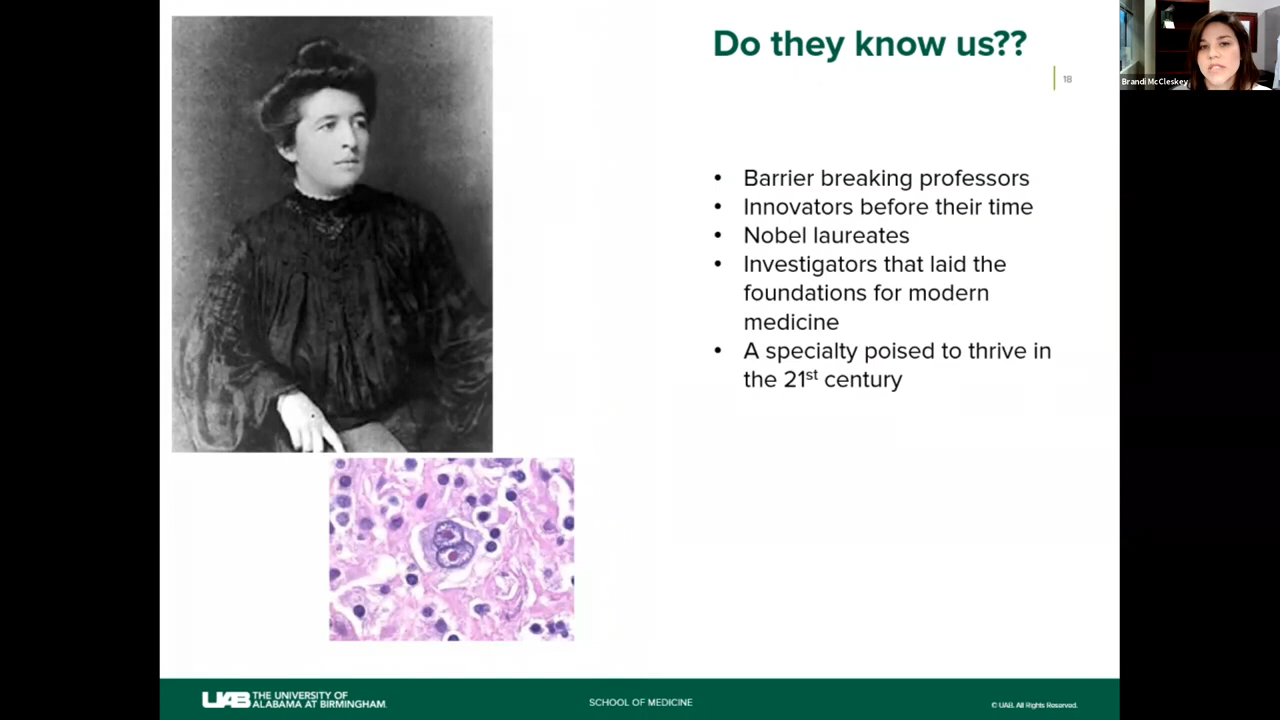 Do they know us??
18
Brandi McCleskey
• Barrier breaking professors
• Innovators before their time
• Nobel laureates
• Investigators that laid the
foundations for modern
medicine
• A specialty poised to thrive in
the 21st century
UAB THE UNIVERSITY OF
ALABAMA AT BIRMINGHAM.
SCHOOL OF MEDICINE
© UAB. All Rights Reserved.